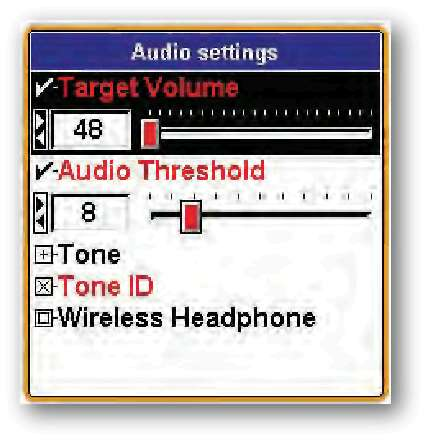 Audio settings
Target Volume
48
Audio Threshold
8
Tone
Tone ID
Wireless Headphone